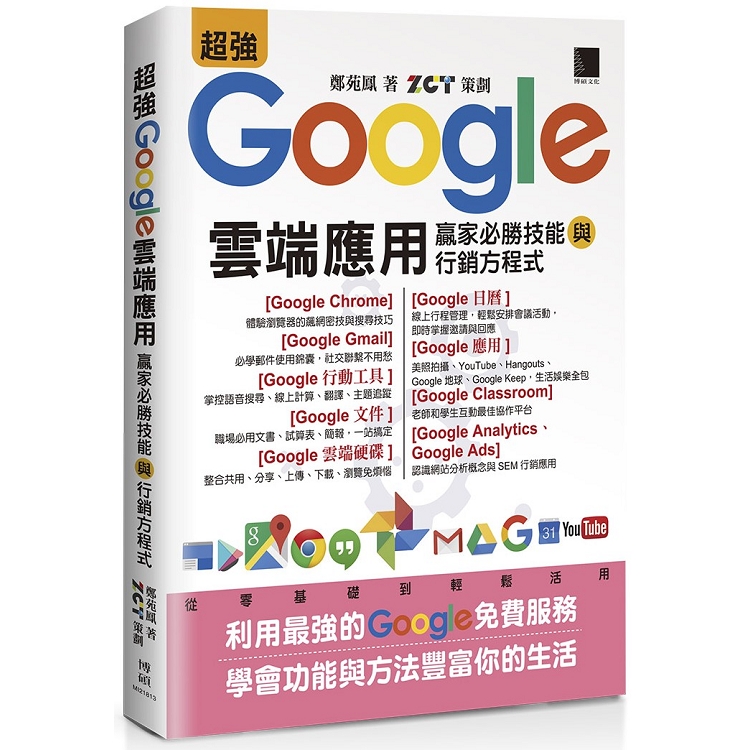 超強
鄭苑鳳 著 ZCT 策劃
博碩文化
Google
雲端應用
贏家必勝技能與
行銷方程式
[Google Chrome]
體驗瀏覽器的飆網密技與搜尋技巧
[Google Gmail]
必學郵件使用錦囊，社交聯繫不用愁
[Google 行動工具]
掌控語音搜尋、線上計算、翻譯、主題追蹤
[Google 文件]
職場必用文書、試算表、簡報，一站搞定
[Google 雲端硬碟]
整合共用、分享、上傳、下載、瀏覽免煩惱
[Google 日曆]
線上行程管理，輕鬆安排會議活動，
即時掌握邀請與回應
[Google 應用]
美照拍攝、YouTube、Hangouts、
Google 地球、Google Keep，生活娛樂全包
[Google Classroom]
老師和學生互動最佳協作平台
[Google Analytics、
Google Ads]
認識網站分析概念與 SEM 行銷應用
31
YouTube
從零基礎到輕鬆活用
利用最強的Google免費服務
學會功能與方法豐富你的生活
超強Google雲端應用
贏家必勝技能與行銷方程式
鄭苑鳳 著
ZCT 策劃
博碩
MI21813